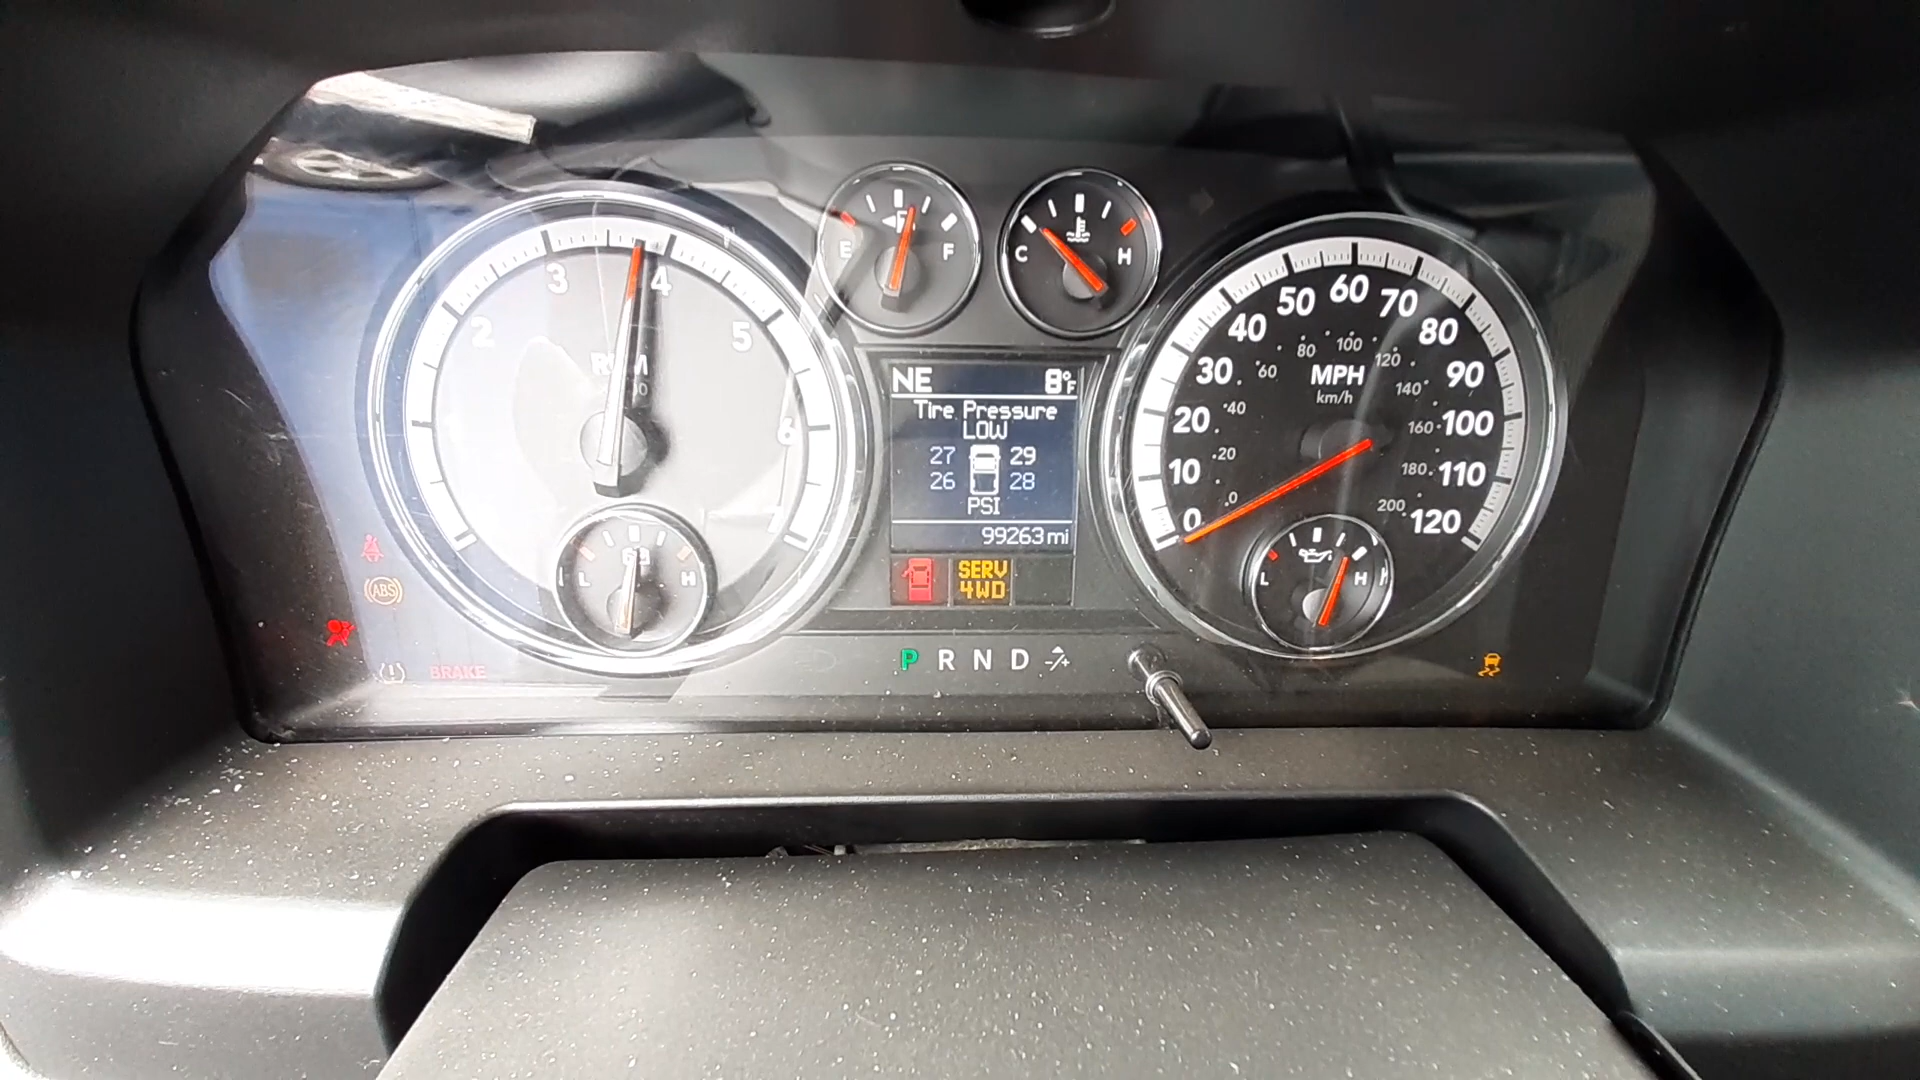 2
3
4
5
6
7
RPM
L
H
E
F
C
H
NE 8°F
Tire Pressure
LOW
27 29
26 28
PSI
99263 mi
SERV
4WD
P R N D
ABS
BRAKE
0
10
20
30
40
50
60
70
80
90
100
110
120
MPH
km/h
0
20
40
60
80
100
120
140
160
180
200
L
H